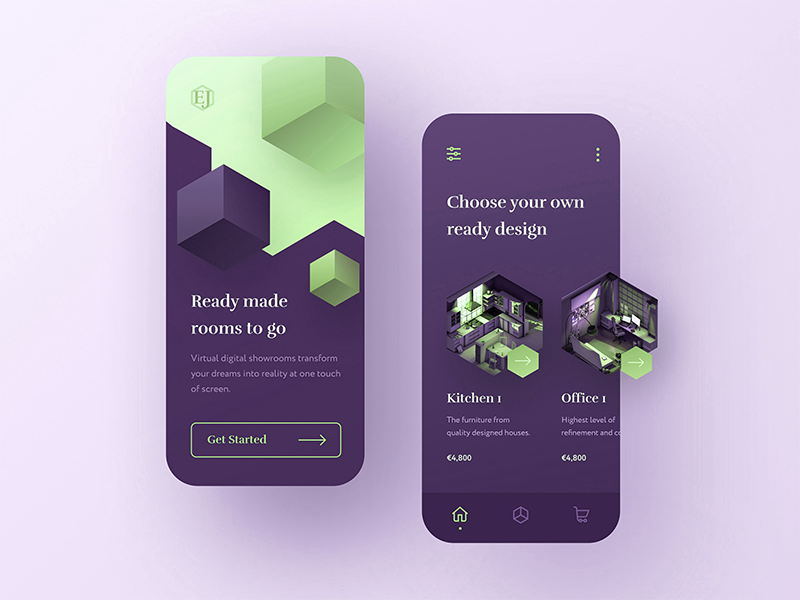 EJ
Ready made
rooms to go
Virtual digital showrooms transform
your dreams into reality at one touch
of screen.
Get Started
Choose your own
ready design
Kitchen 1
The furniture from
quality designed houses.
€4,800
Office 1
Highest level of
refinement and co
€4,800